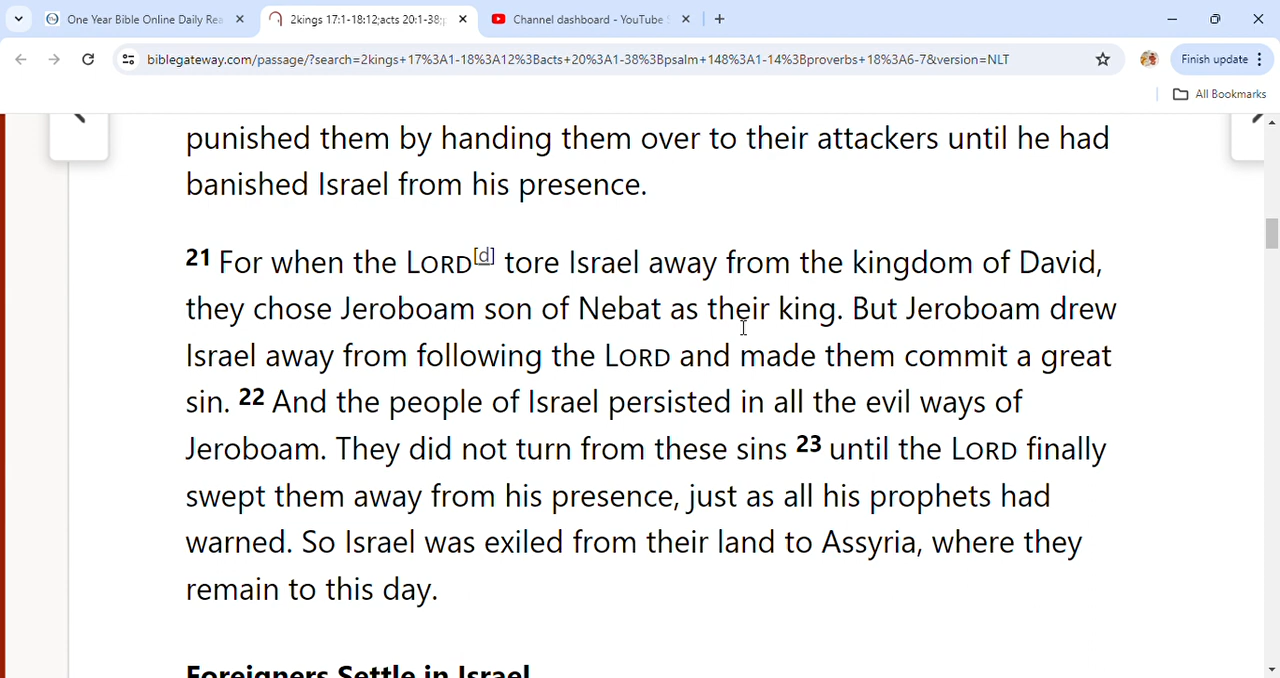 One Year Bible Online Daily Rea
2kings 17:1-18:12;acts 20:1-38;p
Channel dashboard - YouTube S
biblegateway.com/passage/?search=2kings+17%3A1-18%3A12%3Bacts+20%3A1-38%3Bpsalm+148%3A1-14%3Bproverbs+18%3A6-7&version=NLT
Finish update
All Bookmarks
punished them by handing them over to their attackers until he had
banished Israel from his presence.
21 For when the LORD[d] tore Israel away from the kingdom of David,
they chose Jeroboam son of Nebat as their king. But Jeroboam drew
Israel away from following the LORD and made them commit a great
sin. 22 And the people of Israel persisted in all the evil ways of
Jeroboam. They did not turn from these sins 23 until the LORD finally
swept them away from his presence, just as all his prophets had
warned. So Israel was exiled from their land to Assyria, where they
remain to this day.
Foreigners Settle in Israel